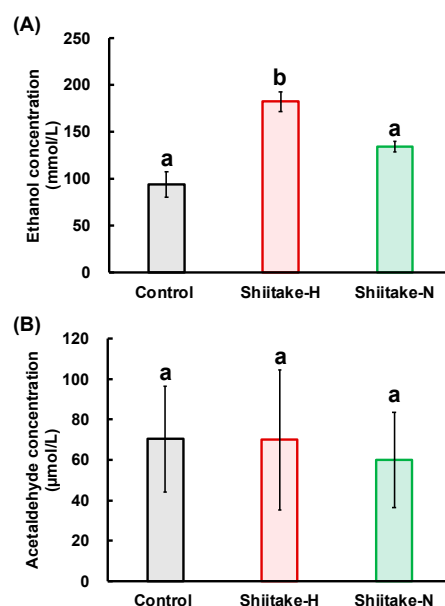 (A)
Ethanol concentration
(mmol/L)
250
200
150
100
50
0
a
b
a
Control
Shiitake-H
Shiitake-N
(B)
Acetaldehyde concentration
(µmol/L)
120
100
80
60
40
20
0
a
a
a
Control
Shiitake-H
Shiitake-N